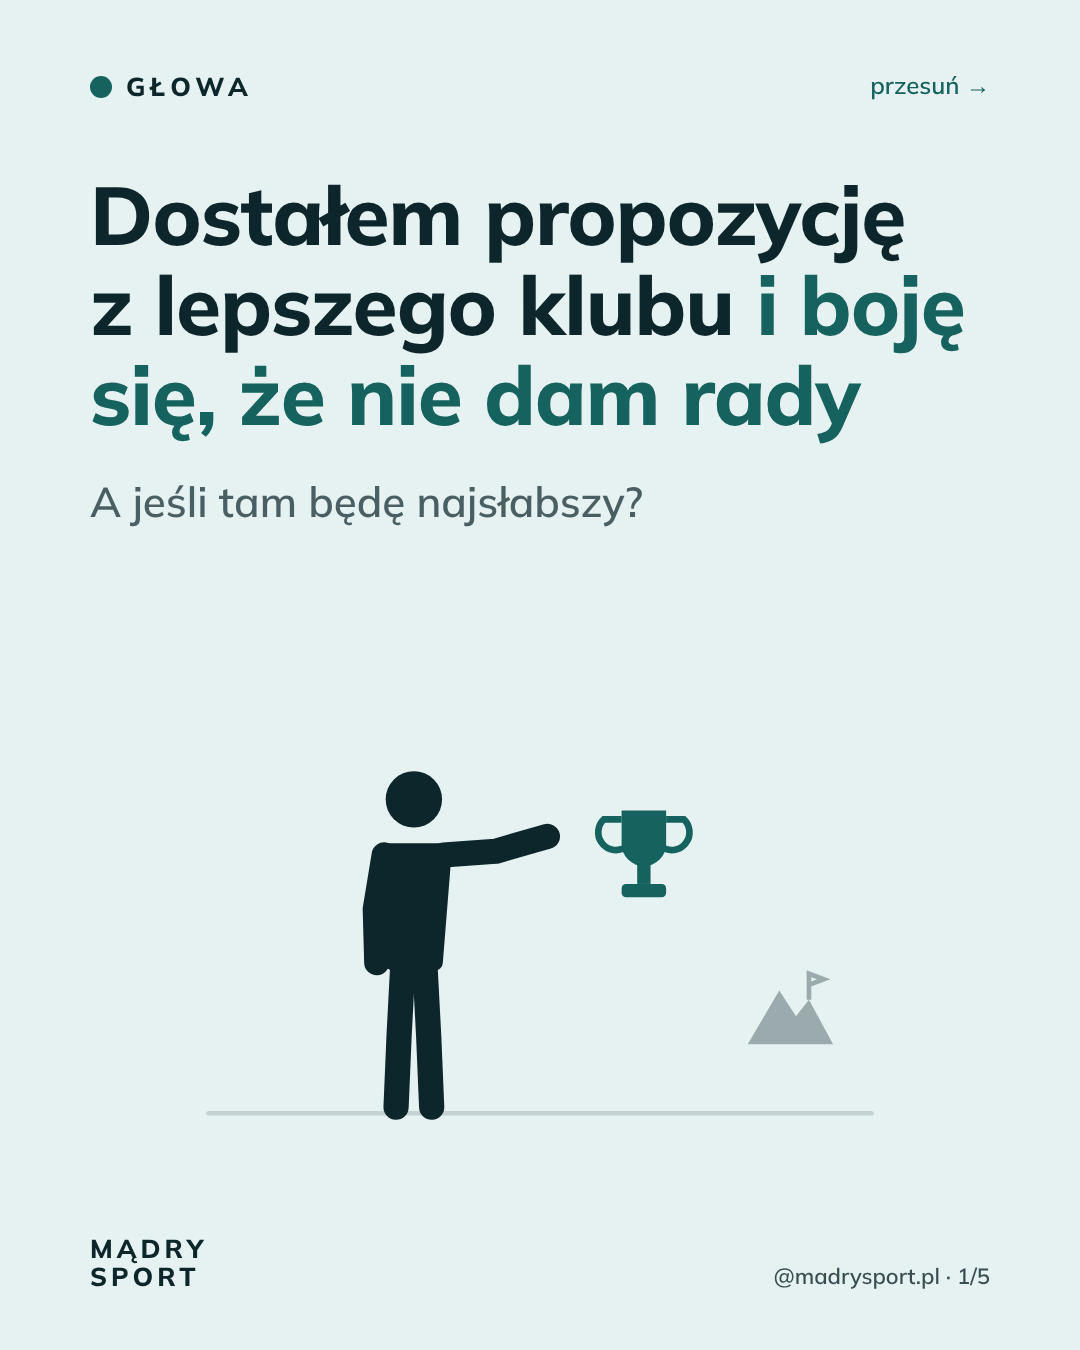 GŁOWA
przesuń →
Dostałem propozycję
z lepszego klubu i boję
się, że nie dam rady
A jeśli tam będę najsłabszy?
MĄDRY
SPORT
@madrysport.pl · 1/5